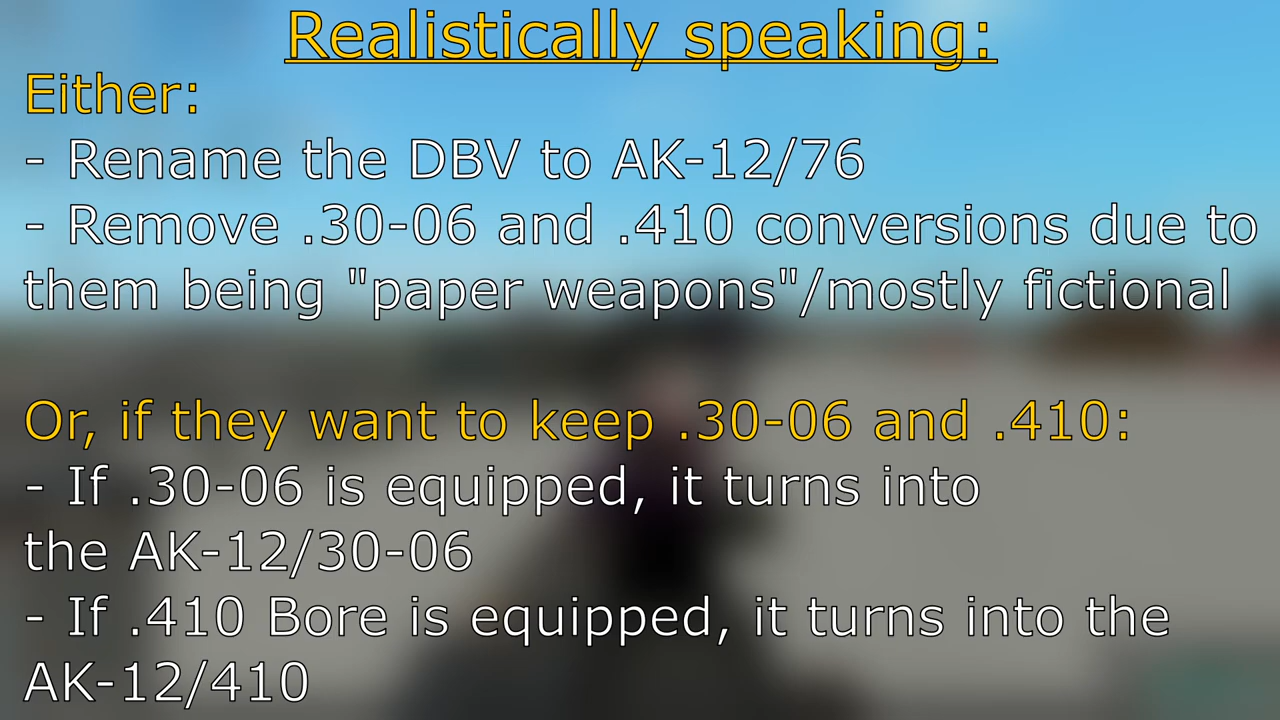 Realistically speaking:
Either:
- Rename the DBV to AK-12/76
- Remove .30-06 and .410 conversions due to
them being "paper weapons"/mostly fictional
Or, if they want to keep .30-06 and .410:
- If .30-06 is equipped, it turns into
the AK-12/30-06
- If .410 Bore is equipped, it turns into the
AK-12/410